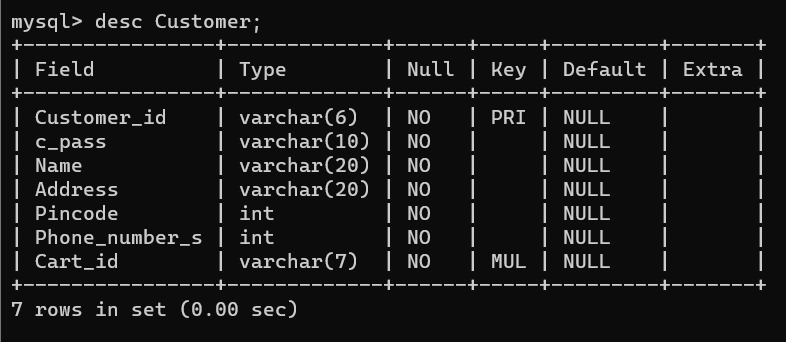 mysql> desc Customer;
+----------------+-------------+------+-----+---------+-------+
| Field          | Type        | Null | Key | Default | Extra |
+----------------+-------------+------+-----+---------+-------+
| Customer_id    | varchar(6)  | NO   | PRI | NULL    |       |
| c_pass         | varchar(10) | NO   |     | NULL    |       |
| Name           | varchar(20) | NO   |     | NULL    |       |
| Address        | varchar(20) | NO   |     | NULL    |       |
| Pincode        | int         | NO   |     | NULL    |       |
| Phone_number_s | int         | NO   |     | NULL    |       |
| Cart_id        | varchar(7)  | NO   | MUL | NULL    |       |
+----------------+-------------+------+-----+---------+-------+
7 rows in set (0.00 sec)